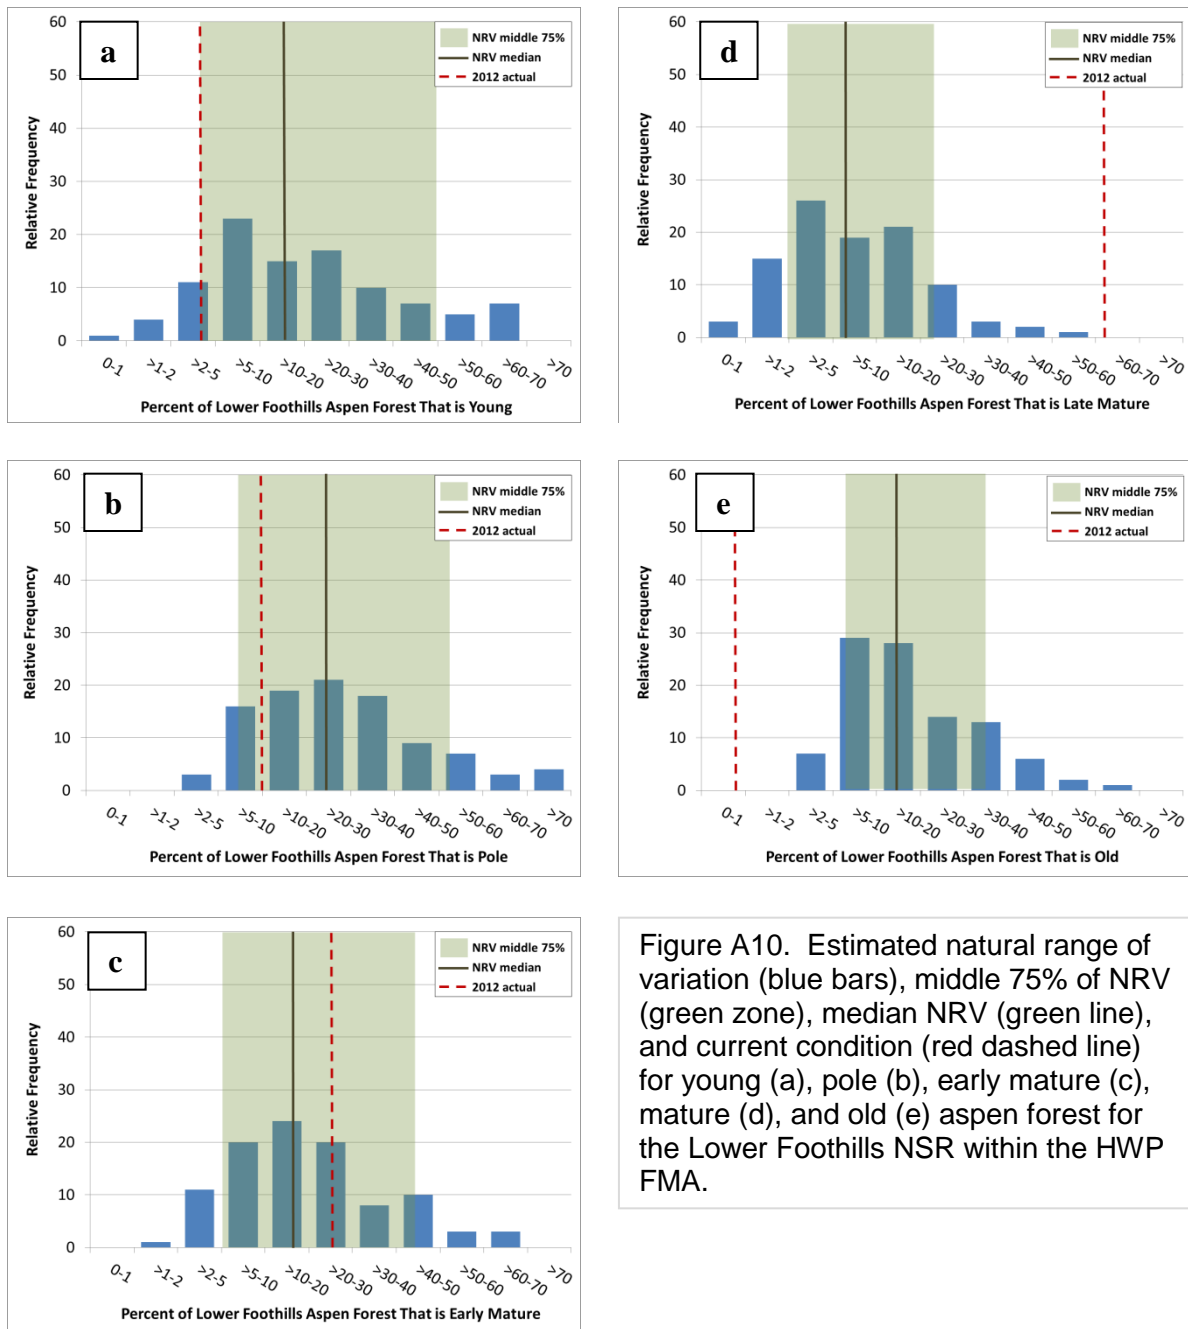 a
60
50
40
30
20
10
0
Relative Frequency
NRV middle 75%
NRV median
2012 actual
0-1 >1-2 >2-5 >5-10 >10-20 >20-30 >30-40 >40-50 >50-60 >60-70 >70
Percent of Lower Foothills Aspen Forest That is Young
d
60
50
40
30
20
10
0
Relative Frequency
NRV middle 75%
NRV median
2012 actual
0-1 >1-2 >2-5 >5-10 >10-20 >20-30 >30-40 >40-50 >50-60 >60-70 >70
Percent of Lower Foothills Aspen Forest That is Late Mature
b
60
50
40
30
20
10
0
Relative Frequency
NRV middle 75%
NRV median
2012 actual
0-1 >1-2 >2-5 >5-10 >10-20 >20-30 >30-40 >40-50 >50-60 >60-70 >70
Percent of Lower Foothills Aspen Forest That is Pole
e
60
50
40
30
20
10
0
Relative Frequency
NRV middle 75%
NRV median
2012 actual
0-1 >1-2 >2-5 >5-10 >10-20 >20-30 >30-40 >40-50 >50-60 >60-70 >70
Percent of Lower Foothills Aspen Forest That is Old
c
60
50
40
30
20
10
0
Relative Frequency
NRV middle 75%
NRV median
2012 actual
0-1 >1-2 >2-5 >5-10 >10-20 >20-30 >30-40 >40-50 >50-60 >60-70 >70
Percent of Lower Foothills Aspen Forest That is Early Mature
Figure A10. Estimated natural range of
variation (blue bars), middle 75% of NRV
(green zone), median NRV (green line),
and current condition (red dashed line)
for young (a), pole (b), early mature (c),
mature (d), and old (e) aspen forest for
the Lower Foothills NSR within the HWP
FMA.